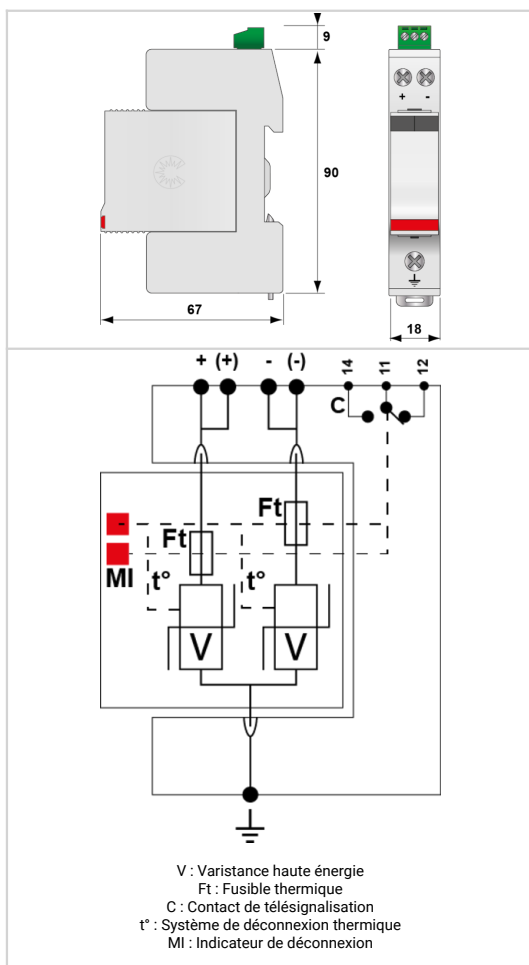 9
+ -
90
67
18
+ (+) - (-) 14 11 12
C
Ft
- Ft
MI t° t°
V V
V : Varistance haute énergie
Ft : Fusible thermique
C : Contact de télésignalisation
t° : Système de déconnexion thermique
MI : Indicateur de déconnexion